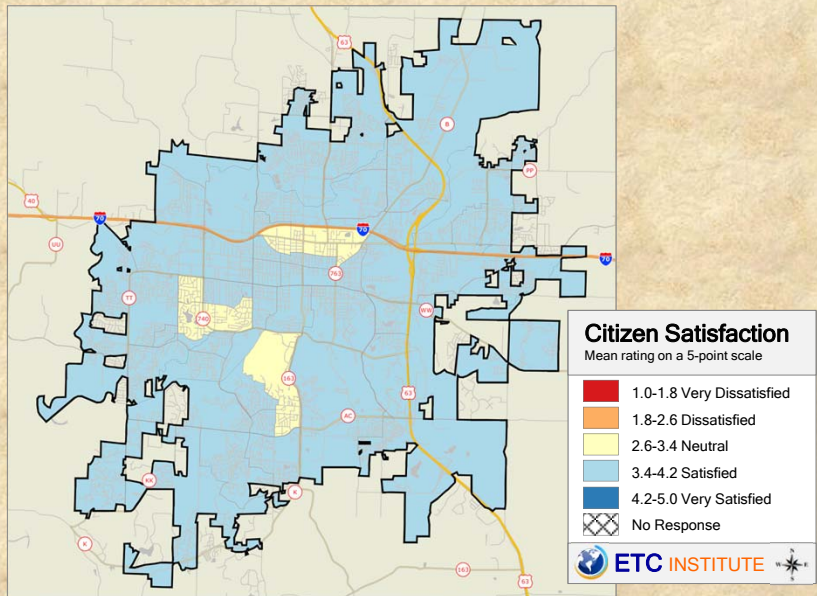 63
B
PP
40
70
70
UU
763
70
TT
WW
740
163
63
AC
KK
K
K
163
63
Citizen Satisfaction
Mean rating on a 5-point scale
1.0-1.8 Very Dissatisfied
1.8-2.6 Dissatisfied
2.6-3.4 Neutral
3.4-4.2 Satisfied
4.2-5.0 Very Satisfied
No Response
ETC INSTITUTE
N
W E
S